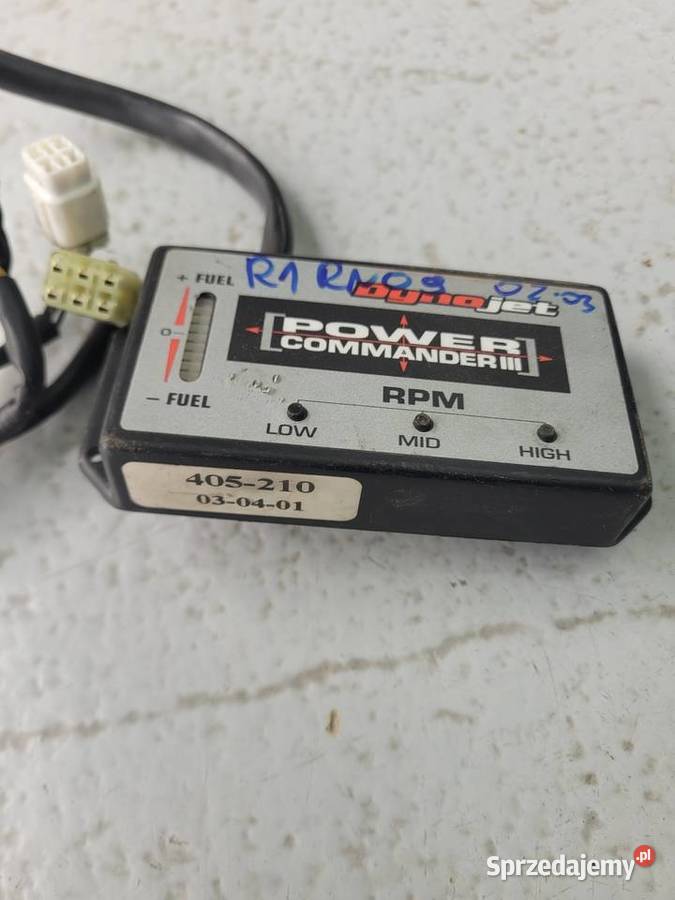 R1 RN09 02-03
+ FUEL
Dynojet
0
POWER
COMMANDER III
RPM
− FUEL
LOW
MID
HIGH
405-210
03-04-01
Sprzedajemy.pl